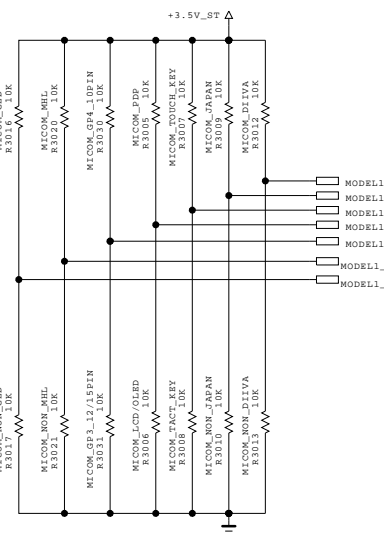 +3.5V_ST
10K
R3016
MICOM_MHL
10K
R3020
MICOM_GP4_10PIN
10K
R3030
MICOM_PDP
10K
R3005
MICOM_TOUCH_KEY
10K
R3007
MICOM_JAPAN
10K
R3009
MICOM_DIIVA
10K
R3012
MODEL1
MODEL1
MODEL1
MODEL1
MODEL1
MODEL1_
MODEL1_
10K
R3017
MICOM_NON_MHL
10K
R3021
MICOM_GP3_12/15PIN
10K
R3031
MICOM_LCD/OLED
10K
R3006
MICOM_TACT_KEY
10K
R3008
MICOM_NON_JAPAN
10K
R3010
MICOM_NON_DIIVA
10K
R3013